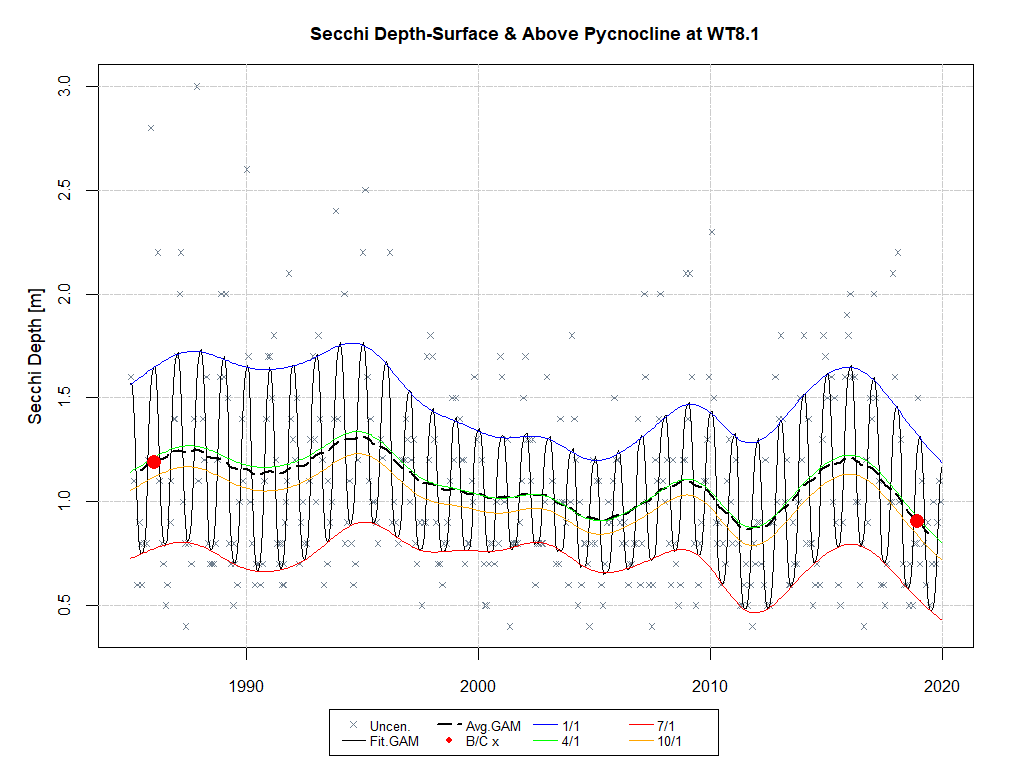 Secchi Depth-Surface & Above Pycnocline at WT8.1
Secchi Depth [m]
3.0
2.5
2.0
1.5
1.0
0.5
1990 2000 2010 2020
Uncen. Avg.GAM 1/1 7/1
Fit.GAM B/C x 4/1 10/1